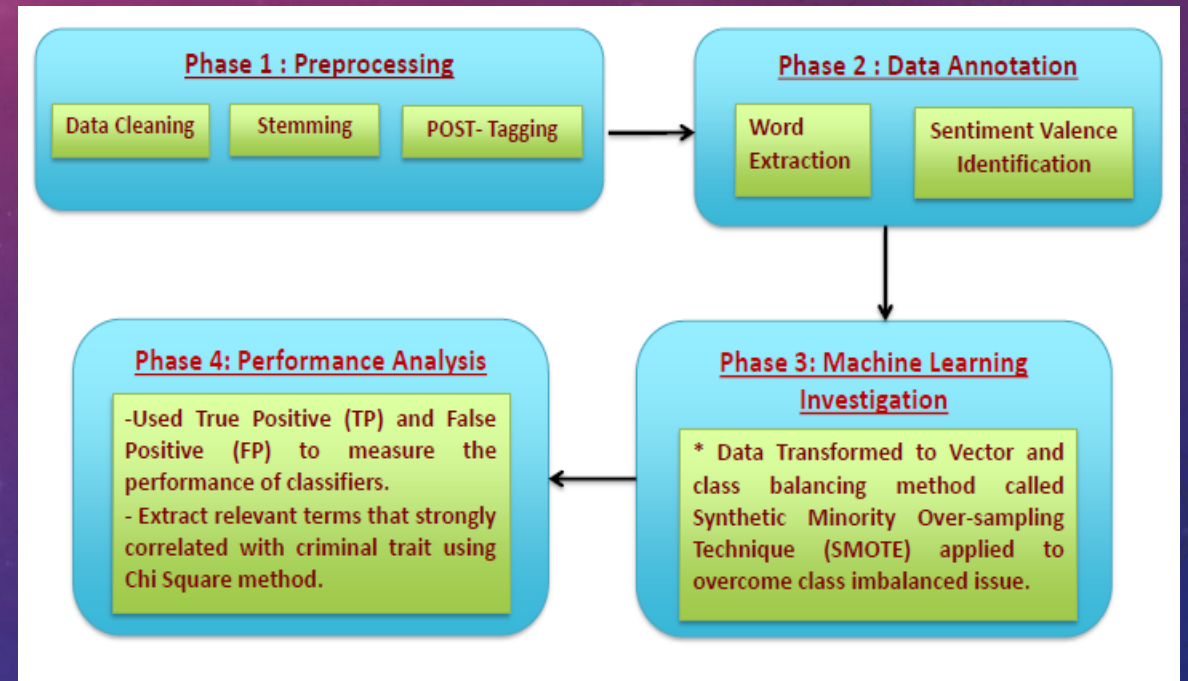 Phase 1 : Preprocessing
Data Cleaning
Stemming
POST- Tagging
Phase 2 : Data Annotation
Word
Extraction
Sentiment Valence
Identification
Phase 3: Machine Learning
Investigation
* Data Transformed to Vector and
class balancing method called
Synthetic Minority Over-sampling
Technique (SMOTE) applied to
overcome class imbalanced issue.
Phase 4: Performance Analysis
-Used True Positive (TP) and False
Positive (FP) to measure the
performance of classifiers.
- Extract relevant terms that strongly
correlated with criminal trait using
Chi Square method.